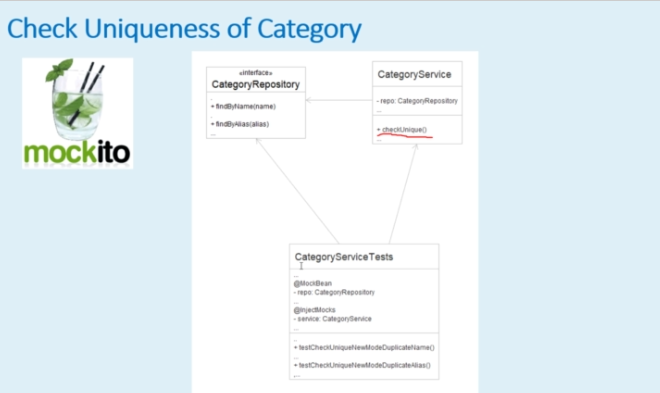 Check Uniqueness of Category
mockito
«interface»
CategoryRepository
+ findByName(name)
...
+ findByAlias(alias)
...
CategoryService
- repo: CategoryRepository
...
+ checkUnique()
...
CategoryServiceTests
...
@MockBean
- repo: CategoryRepository
...
@InjectMocks
- service: CategoryService
...
...
+ testCheckUniqueNewModeDuplicateName()
...
+ testCheckUniqueNewModeDuplicateAlias()
...